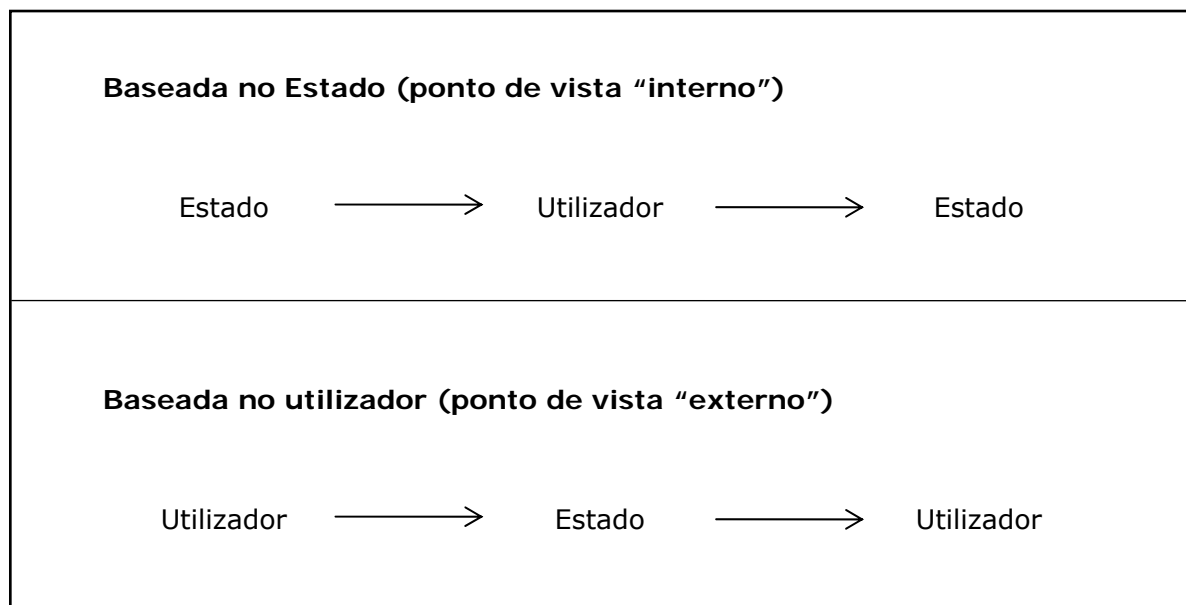 Baseada no Estado (ponto de vista “interno”)
Estado Utilizador Estado
Baseada no utilizador (ponto de vista “externo”)
Utilizador Estado Utilizador